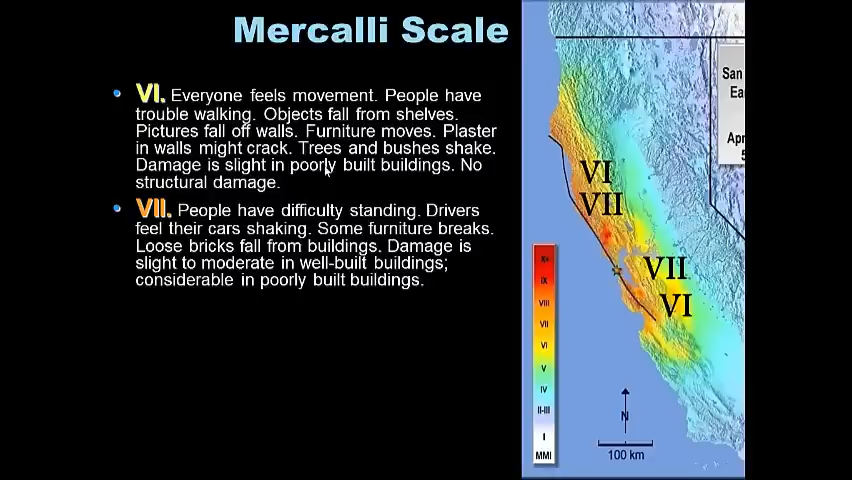 Mercalli Scale
VI. Everyone feels movement. People have
trouble walking. Objects fall from shelves.
Pictures fall off walls. Furniture moves. Plaster
in walls might crack. Trees and bushes shake.
Damage is slight in poorly built buildings. No
structural damage.
VII. People have difficulty standing. Drivers
feel their cars shaking. Some furniture breaks.
Loose bricks fall from buildings. Damage is
slight to moderate in well-built buildings;
considerable in poorly built buildings.
San
Ea
Apr
5
VI
VII
VII
VI
X+
IX
VIII
VII
VI
V
IV
II-III
I
MMI
N
100 km